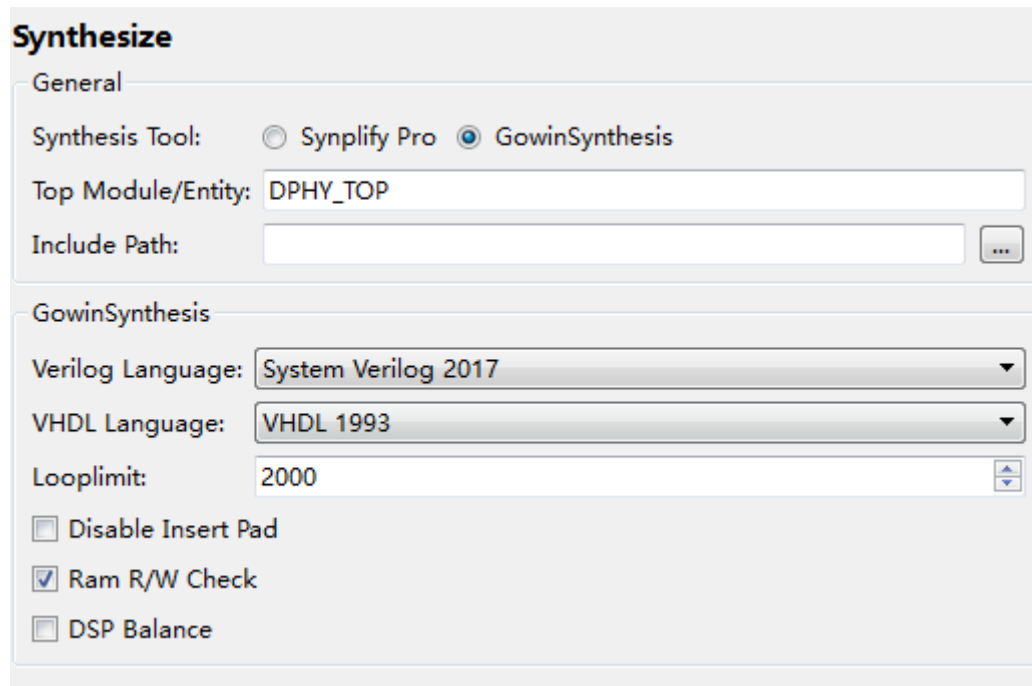 Synthesize
General
Synthesis Tool: Synplify Pro GowinSynthesis
Top Module/Entity: DPHY_TOP
Include Path: ...
GowinSynthesis
Verilog Language: System Verilog 2017
VHDL Language: VHDL 1993
Looplimit: 2000
Disable Insert Pad
Ram R/W Check
DSP Balance